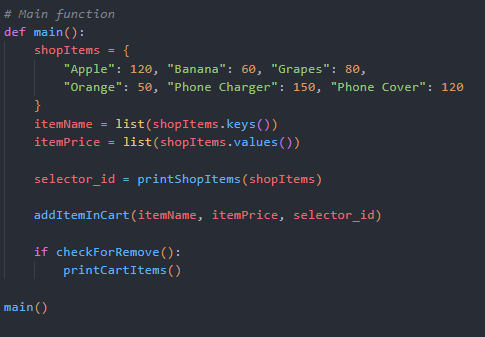 # Main function
def main():
    shopItems = {
        "Apple": 120, "Banana": 60, "Grapes": 80,
        "Orange": 50, "Phone Charger": 150, "Phone Cover": 120
    }
    itemName = list(shopItems.keys())
    itemPrice = list(shopItems.values())

    selector_id = printShopItems(shopItems)

    addItemInCart(itemName, itemPrice, selector_id)

    if checkForRemove():
        printCartItems()

main()